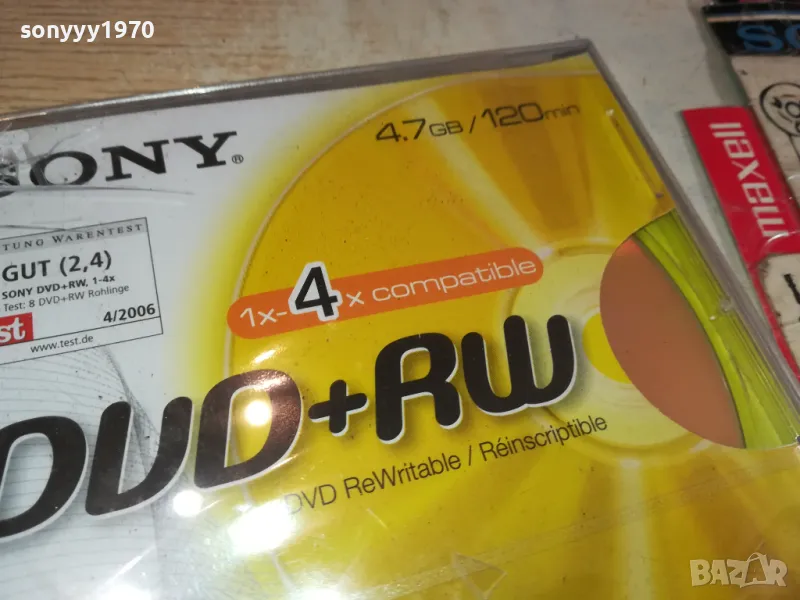 sonyyy1970
SONY®
4.7GB/120min
TUNG WARENTEST
GUT (2,4)
SONY DVD+RW, 1-4x
Test: 8 DVD+RW Rohlinge
st
4/2006
www.test.de
1x-4x compatible
DVD+RW
DVD ReWritable / Réinscriptible
maxell
BAZAR